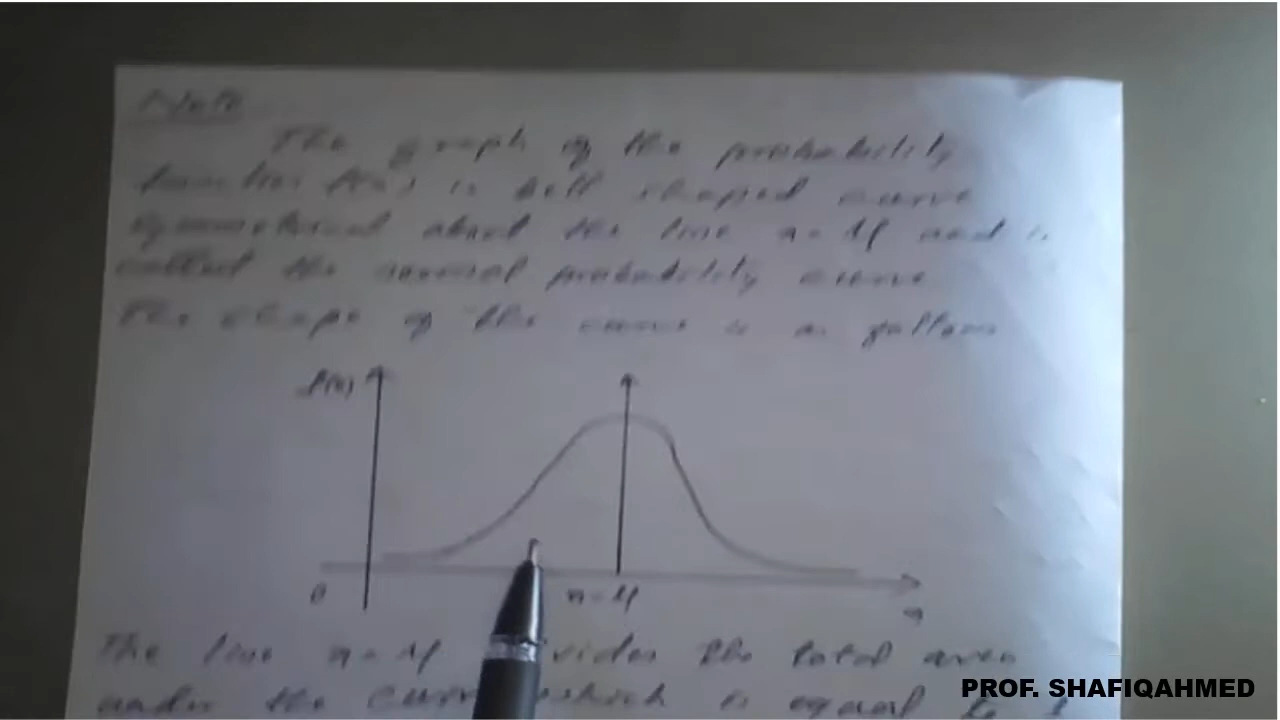 Note
The graph of the probability
function f(x) is bell shaped curve
symmetrical about the line x = μ and is
called the normal probability curve
The shape of the curve is as follows
f(x)
0
x = μ
x
The line x = μ divides the total area
under the curve which is equal to 1
PROF. SHAFIQAHMED